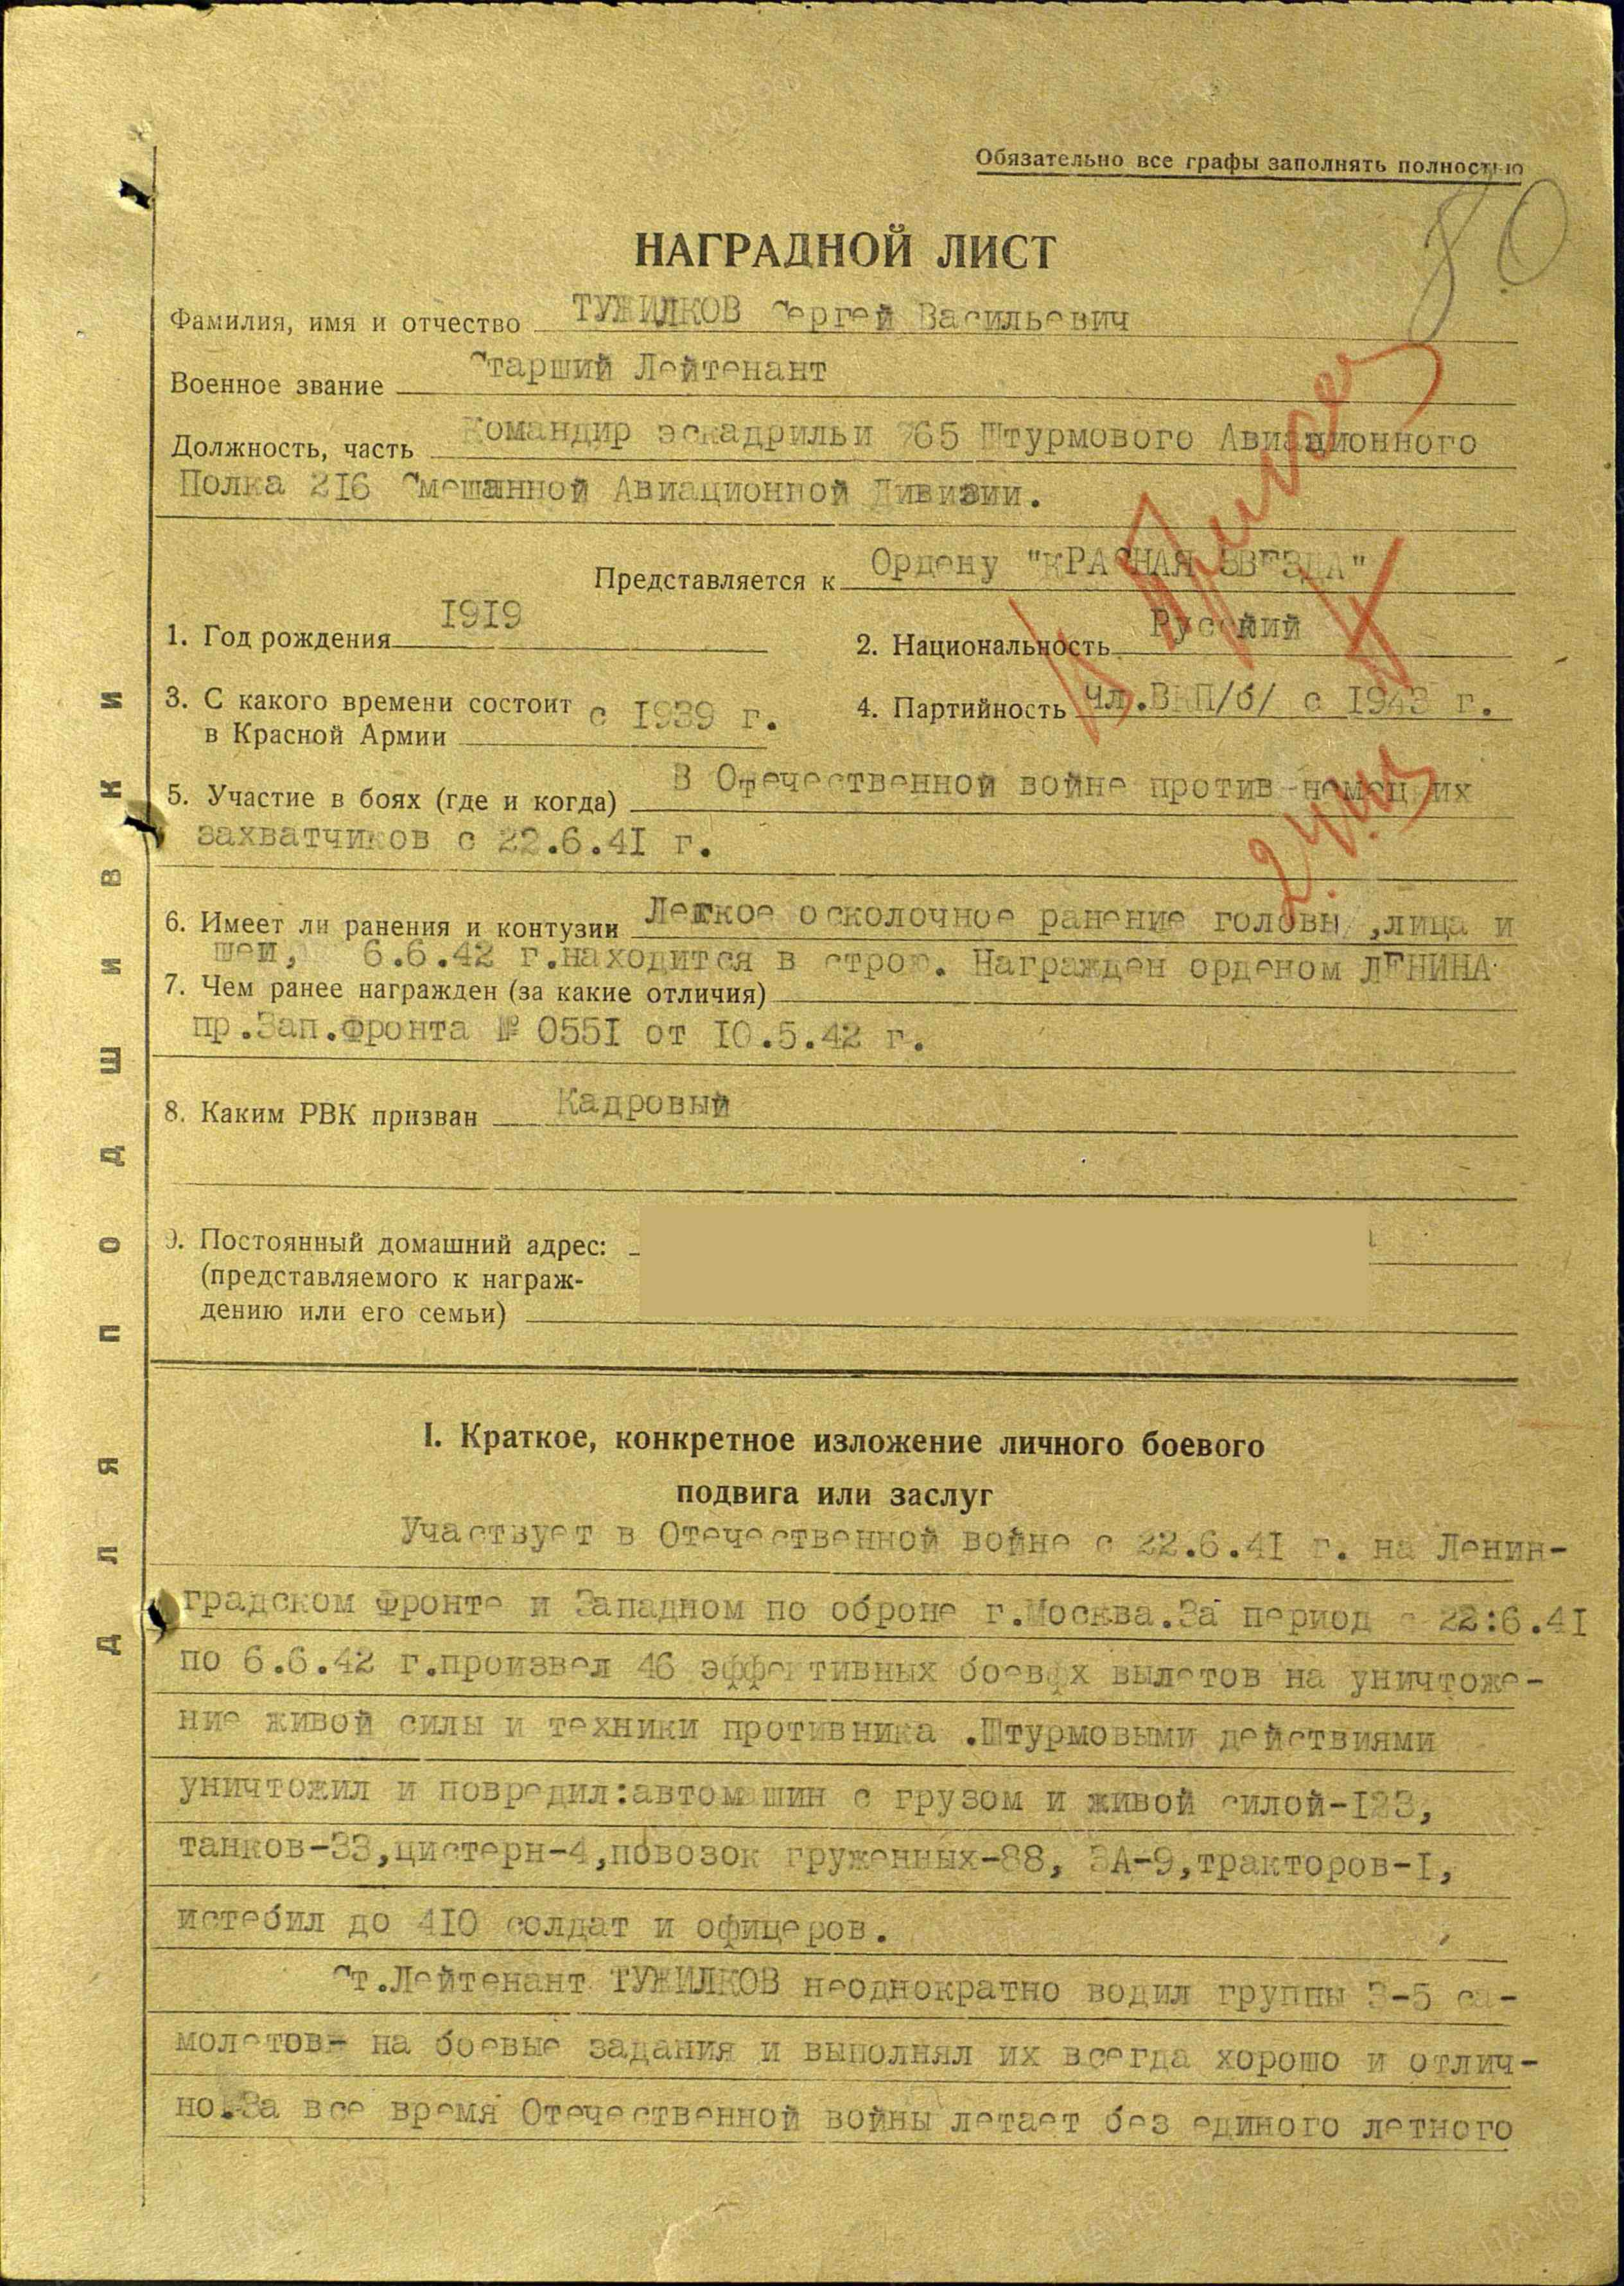 Обязательно все графы заполнять полностью
80
НАГРАДНОЙ ЛИСТ
Фамилия, имя и отчество ТУЖИЛКОВ Сергей Васильевич
Военное звание Старший Лейтенант
Должность, часть Командир эскадрильи 765 Штурмового Авиационного
Полка 216 Смешанной Авиационной Дивизии.
Представляется к Ордену "кРАСНАЯ ЗВЕЗДА"
1. Год рождения 1919
2. Национальность Русский
3. С какого времени состоит в Красной Армии с 1939 г.
4. Партийность Чл.ВКП/б/ с 1943 г.
5. Участие в боях (где и когда) В Отечественной войне против немецких
захватчиков с 22.6.41 г.
6. Имеет ли ранения и контузии Легкое осколочное ранение головы ,лица и
шеи, 6.6.42 г.находится в строю. Награжден орденом ЛЕНИНА
7. Чем ранее награжден (за какие отличия)
пр.Зап.Фронта № 0551 от 10.5.42 г.
8. Каким РВК призван Кадровый
9. Постоянный домашний адрес:
(представляемого к награж-
дению или его семьи)
I. Краткое, конкретное изложение личного боевого
подвига или заслуг
Участвует в Отечественной войне с 22.6.41 г. на Ленин-
градском фронте и Западном по обороне г.Москва.За период с 22:6.41
по 6.6.42 г.произвел 46 эффективных боевых вылетов на уничтоже-
ние живой силы и техники противника .Штурмовыми действиями
уничтожил и повредил:автомашин с грузом и живой силой-123,
танков-33,цистерн-4,повозок груженных-88, ЗА-9,тракторов-1,
истебил до 410 солдат и офицеров.
Ст.Лейтенант ТУЖИЛКОВ неоднократно водил группы 3-5 са-
молетов- на боевые задания и выполнял их всегда хорошо и отлич-
но.За все время Отечественной войны летает без единого летного
ДЛЯ ПОДШИВКИ